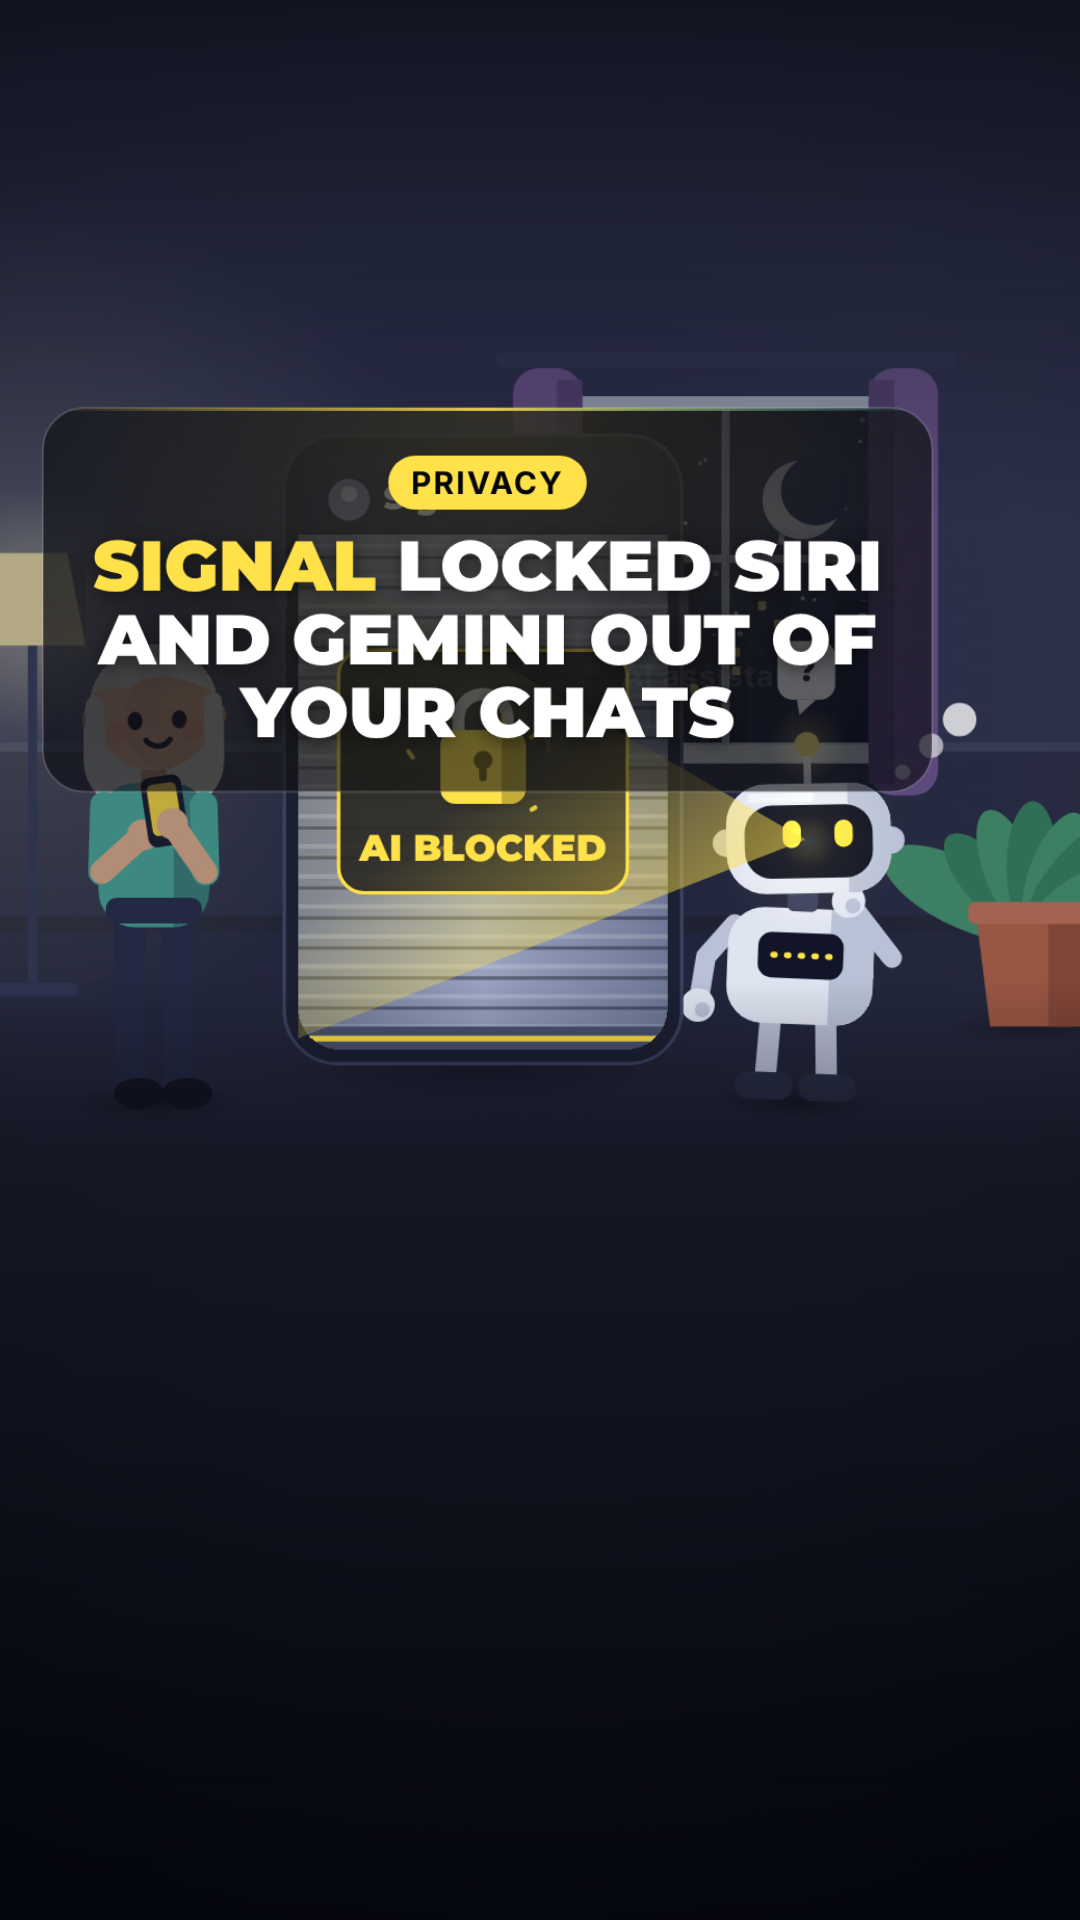 PRIVACY
SIGNAL LOCKED SIRI
AND GEMINI OUT OF
YOUR CHATS
?
AI BLOCKED